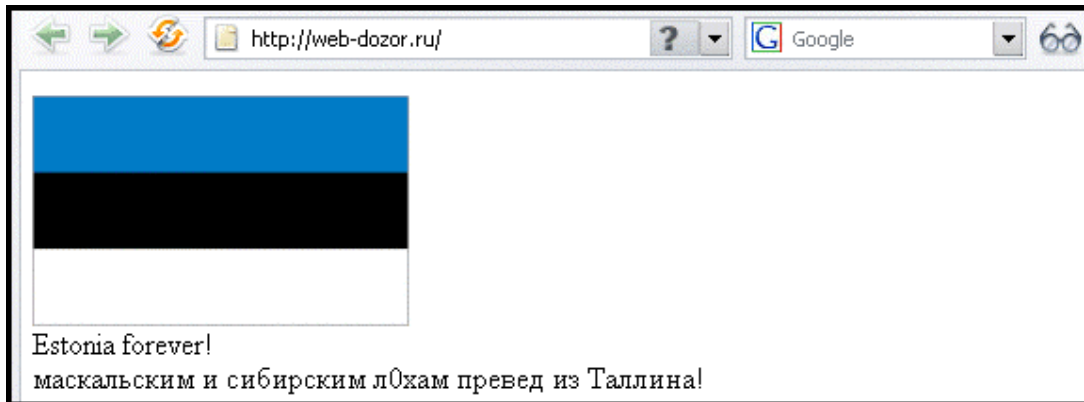 http://web-dozor.ru/ ? G Google
Estonia forever!
маскальским и сибирским л0хам превед из Таллина!